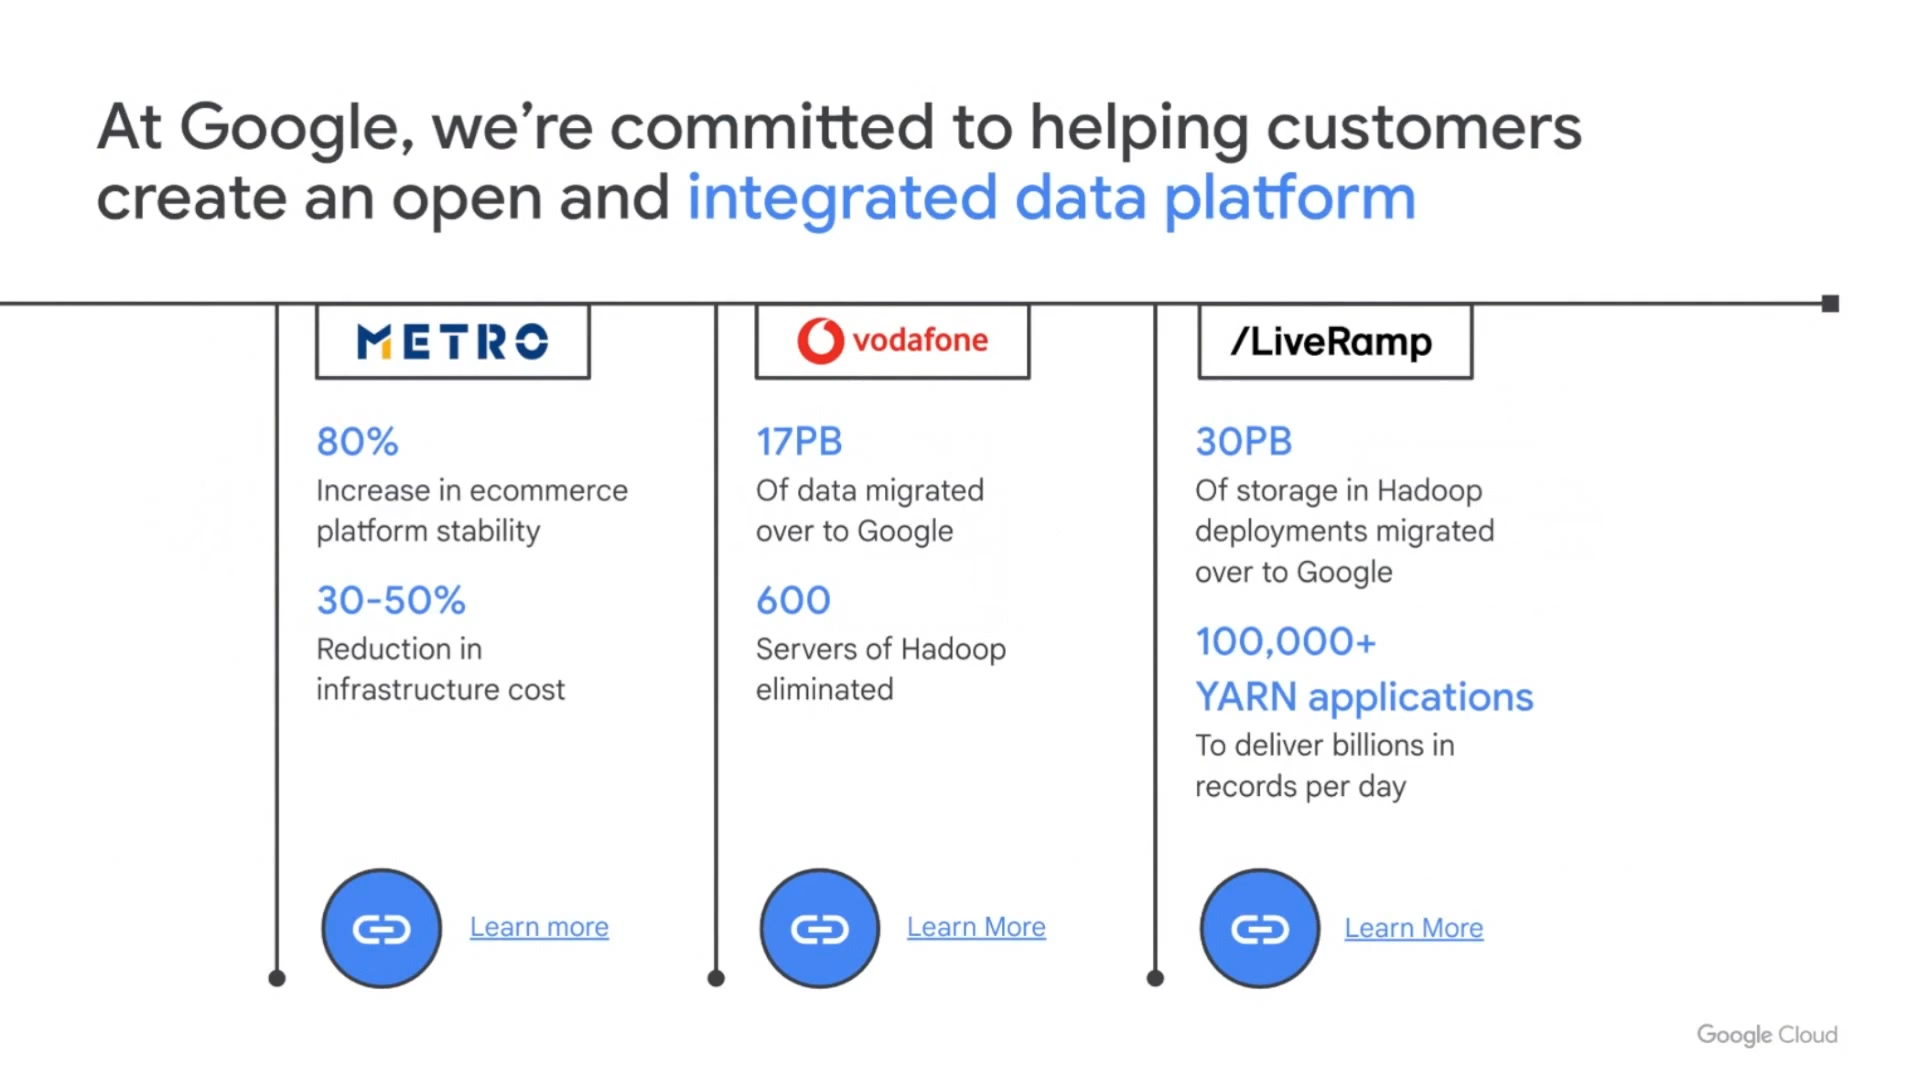 At Google, we're committed to helping customers
create an open and integrated data platform
METRO
80%
Increase in ecommerce
platform stability
30-50%
Reduction in
infrastructure cost
Learn more
vodafone
17PB
Of data migrated
over to Google
600
Servers of Hadoop
eliminated
Learn More
/LiveRamp
30PB
Of storage in Hadoop
deployments migrated
over to Google
100,000+
YARN applications
To deliver billions in
records per day
Learn More
Google Cloud